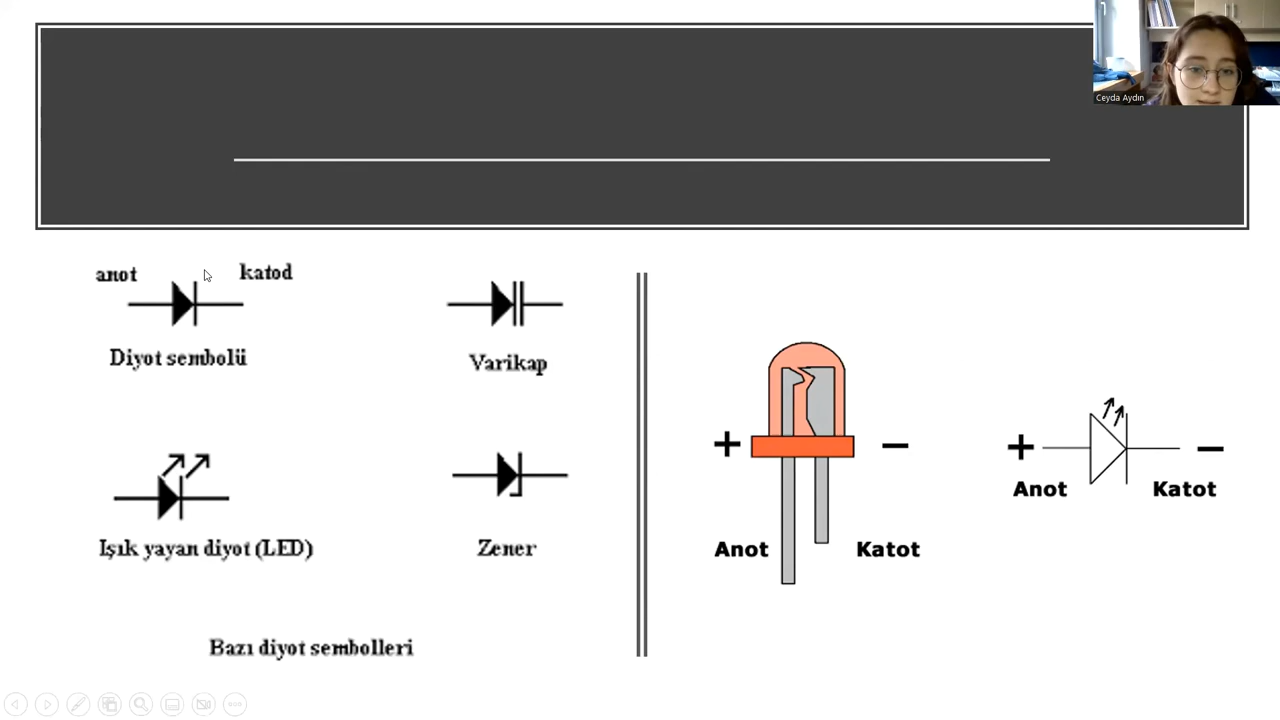 Ceyda Aydın
anot
katod
Diyot sembolü
Varikap
Işık yayan diyot (LED)
Zener
Bazı diyot sembolleri
+
−
Anot
Katot
+
−
Anot
Katot